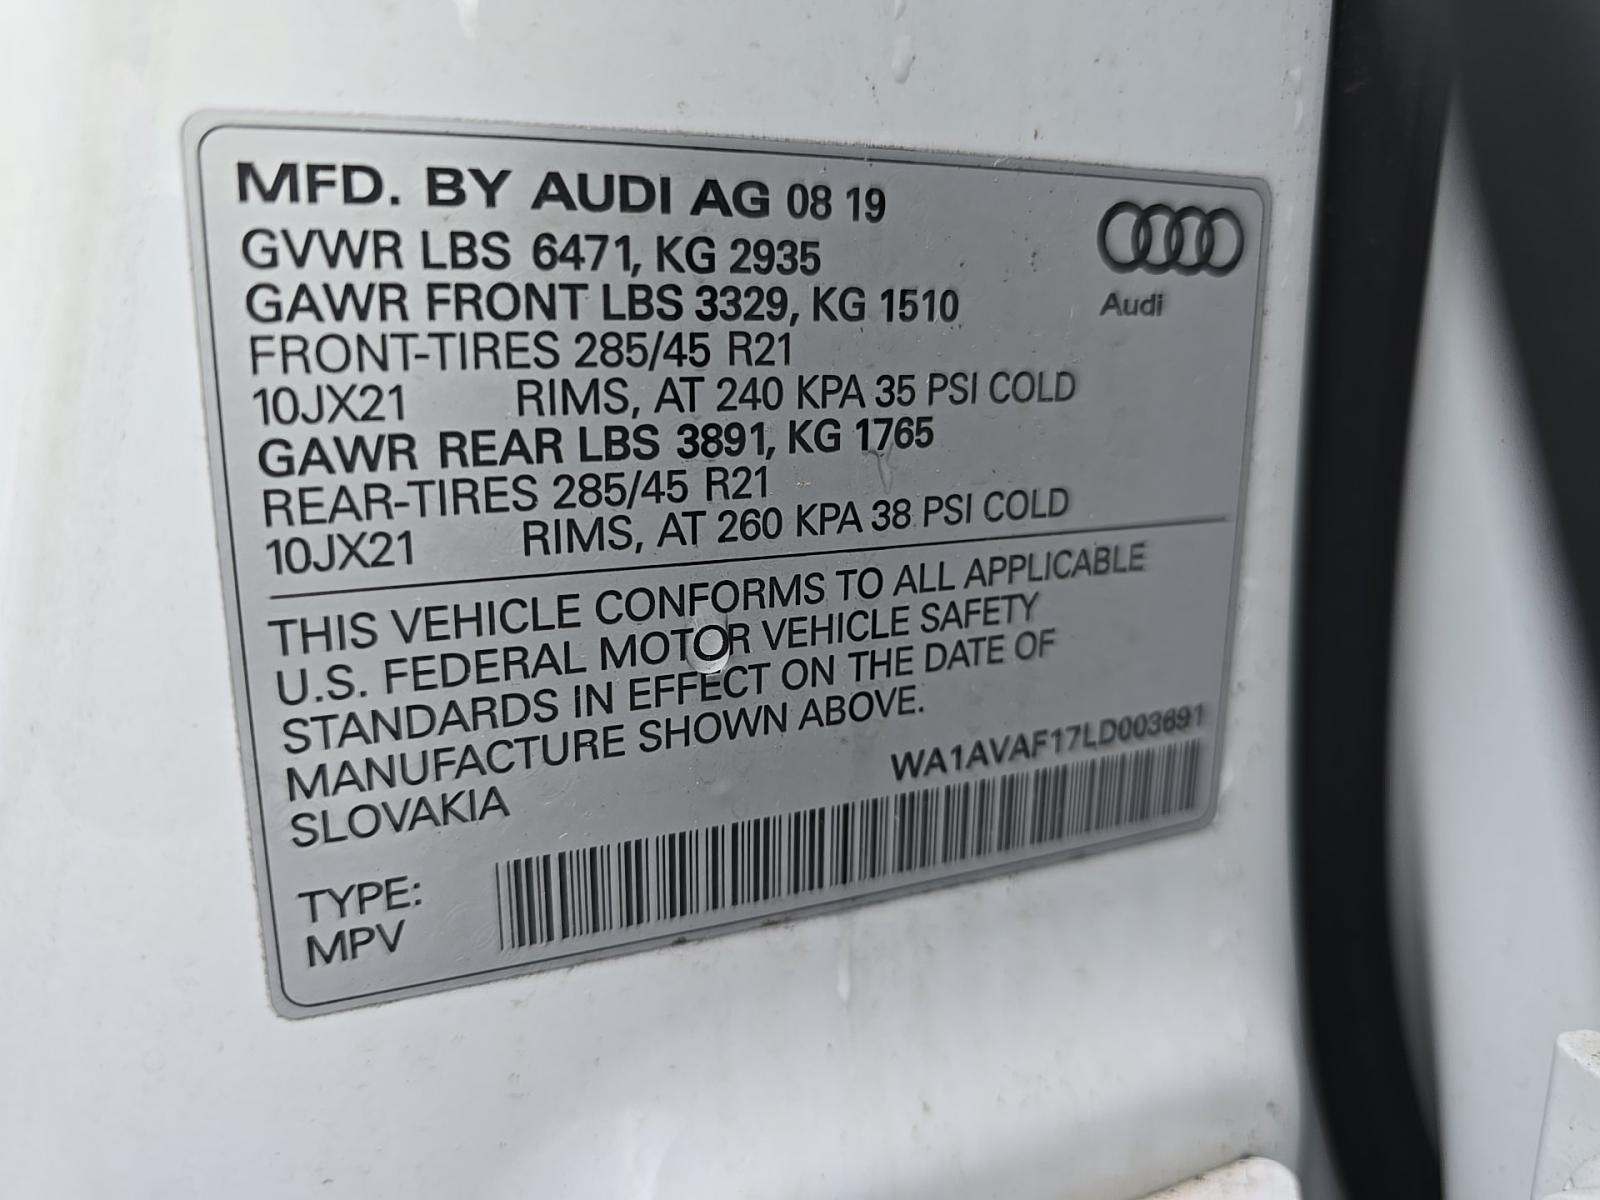 MFD. BY AUDI AG 08 19
GVWR LBS 6471, KG 2935
GAWR FRONT LBS 3329, KG 1510
FRONT-TIRES 285/45 R21
10JX21 RIMS, AT 240 KPA 35 PSI COLD
GAWR REAR LBS 3891, KG 1765
REAR-TIRES 285/45 R21
10JX21 RIMS, AT 260 KPA 38 PSI COLD
Audi
THIS VEHICLE CONFORMS TO ALL APPLICABLE
U.S. FEDERAL MOTOR VEHICLE SAFETY
STANDARDS IN EFFECT ON THE DATE OF
MANUFACTURE SHOWN ABOVE.
SLOVAKIA
WA1AVAF17LD003691
TYPE:
MPV